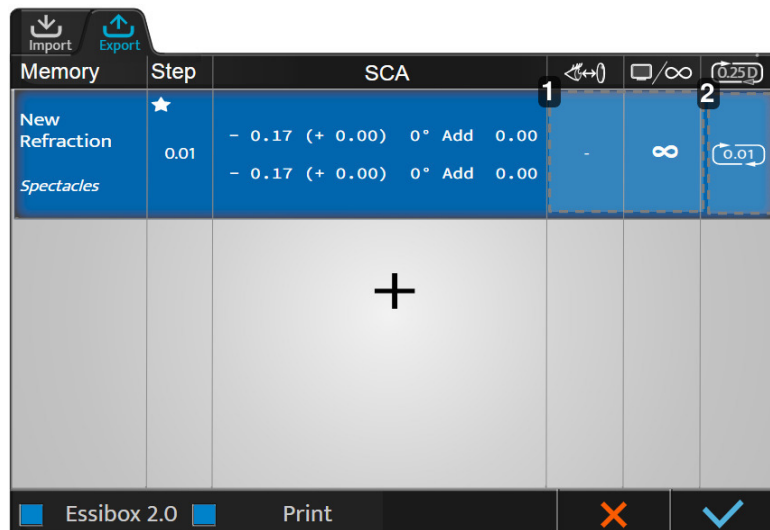 Import Export
Memory Step SCA /∞ 0.25D
1 2
New
Refraction
Spectacles
0.01
- 0.17 (+ 0.00) 0° Add 0.00
- 0.17 (+ 0.00) 0° Add 0.00
-
∞
0.01
+
Essibox 2.0 Print